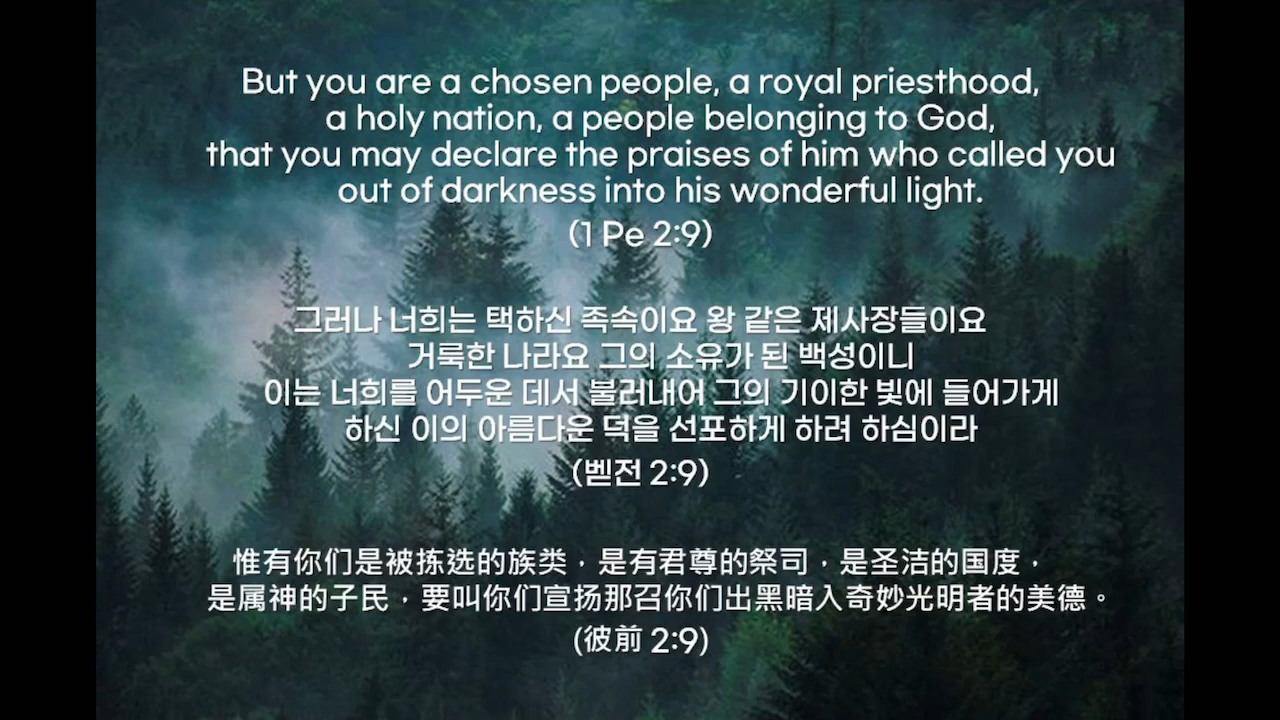 But you are a chosen people, a royal priesthood,
a holy nation, a people belonging to God,
that you may declare the praises of him who called you
out of darkness into his wonderful light.
(1 Pe 2:9)
그러나 너희는 택하신 족속이요 왕 같은 제사장들이요
거룩한 나라요 그의 소유가 된 백성이니
이는 너희를 어두운 데서 불러내어 그의 기이한 빛에 들어가게
하신 이의 아름다운 덕을 선포하게 하려 하심이라
(벧전 2:9)
惟有你们是被拣选的族类，是有君尊的祭司，是圣洁的国度，
是属神的子民，要叫你们宣扬那召你们出黑暗入奇妙光明者的美德。
(彼前 2:9)